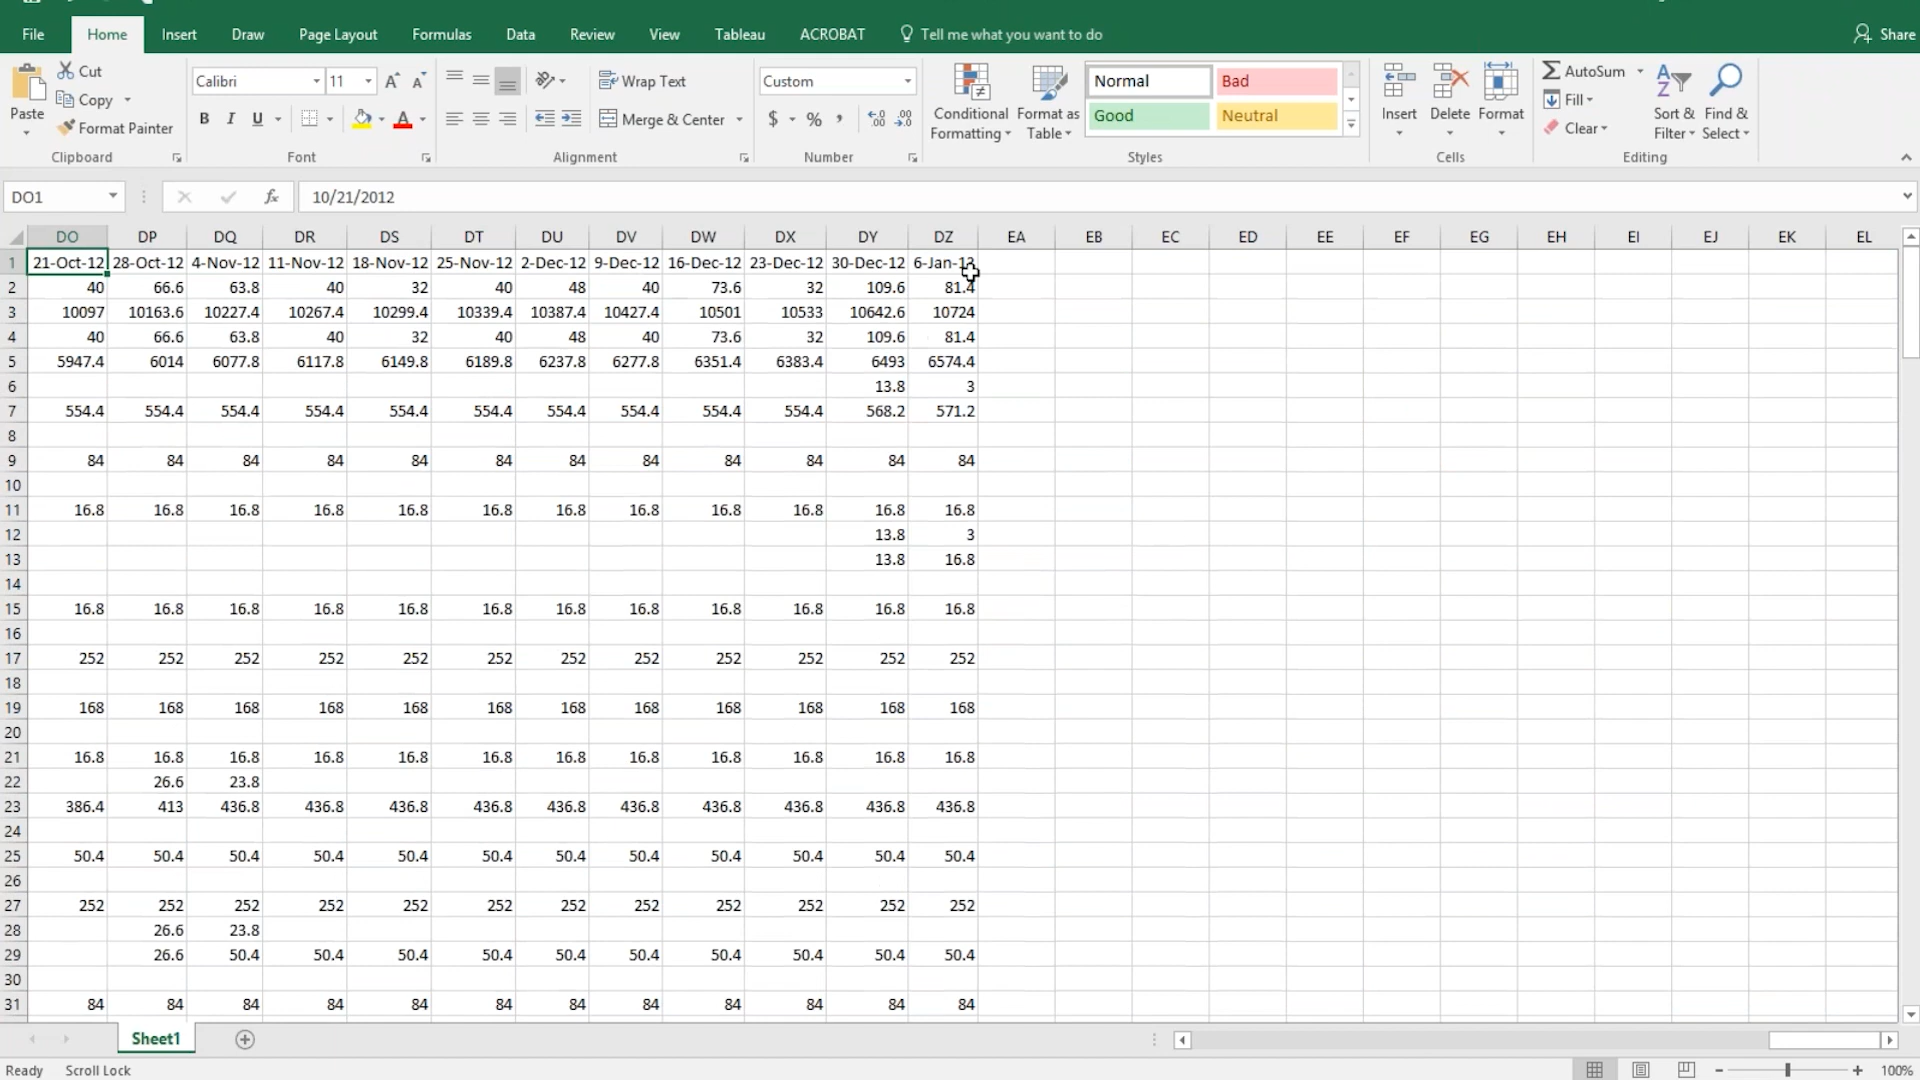 File Home Insert Draw Page Layout Formulas Data Review View Tableau ACROBAT Tell me what you want to do Share
Cut
Copy
Format Painter
Paste
Clipboard
Calibri 11
B I U
Font
Wrap Text
Merge & Center
Alignment
Custom
$ % ,
Number
Conditional Formatting
Format as Table
Normal Bad
Good Neutral
Styles
Insert Delete Format
Cells
AutoSum
Fill
Clear
Sort & Filter
Find & Select
Editing
DO1 fx 10/21/2012
DO DP DQ DR DS DT DU DV DW DX DY DZ EA EB EC ED EE EF EG EH EI EJ EK EL
1 21-Oct-12 28-Oct-12 4-Nov-12 11-Nov-12 18-Nov-12 25-Nov-12 2-Dec-12 9-Dec-12 16-Dec-12 23-Dec-12 30-Dec-12 6-Jan-13
2 40 66.6 63.8 40 32 40 48 40 73.6 32 109.6 81.4
3 10097 10163.6 10227.4 10267.4 10299.4 10339.4 10387.4 10427.4 10501 10533 10642.6 10724
4 40 66.6 63.8 40 32 40 48 40 73.6 32 109.6 81.4
5 5947.4 6014 6077.8 6117.8 6149.8 6189.8 6237.8 6277.8 6351.4 6383.4 6493 6574.4
6 13.8 3
7 554.4 554.4 554.4 554.4 554.4 554.4 554.4 554.4 554.4 554.4 568.2 571.2
8
9 84 84 84 84 84 84 84 84 84 84 84 84
10
11 16.8 16.8 16.8 16.8 16.8 16.8 16.8 16.8 16.8 16.8 16.8 16.8
12 13.8 3
13 13.8 16.8
14
15 16.8 16.8 16.8 16.8 16.8 16.8 16.8 16.8 16.8 16.8 16.8 16.8
16
17 252 252 252 252 252 252 252 252 252 252 252 252
18
19 168 168 168 168 168 168 168 168 168 168 168 168
20
21 16.8 16.8 16.8 16.8 16.8 16.8 16.8 16.8 16.8 16.8 16.8 16.8
22 26.6 23.8
23 386.4 413 436.8 436.8 436.8 436.8 436.8 436.8 436.8 436.8 436.8 436.8
24
25 50.4 50.4 50.4 50.4 50.4 50.4 50.4 50.4 50.4 50.4 50.4 50.4
26
27 252 252 252 252 252 252 252 252 252 252 252 252
28 26.6 23.8
29 26.6 50.4 50.4 50.4 50.4 50.4 50.4 50.4 50.4 50.4 50.4
30
31 84 84 84 84 84 84 84 84 84 84 84 84
Sheet1
Ready Scroll Lock 100%